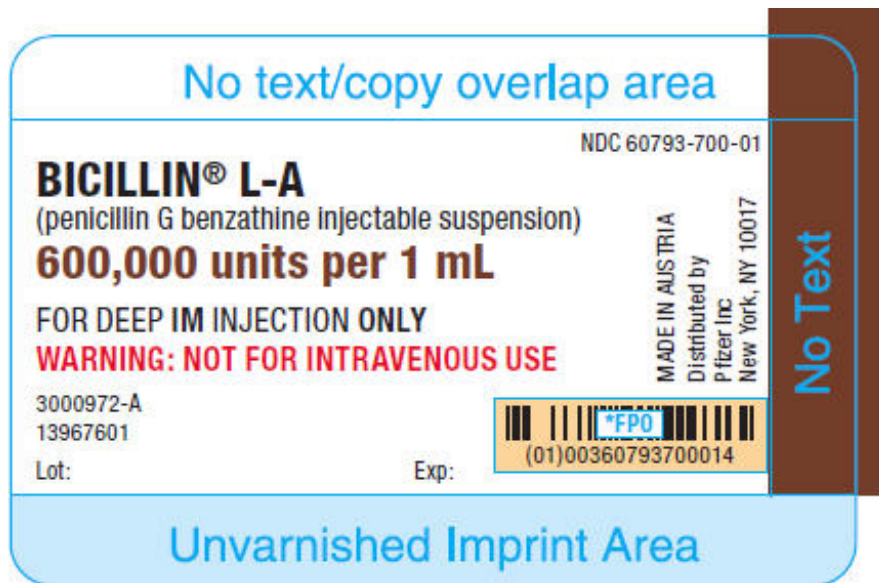 No text/copy overlap area
NDC 60793-700-01
BICILLIN® L-A
(penicillin G benzathine injectable suspension)
600,000 units per 1 mL
FOR DEEP IM INJECTION ONLY
WARNING: NOT FOR INTRAVENOUS USE
3000972-A
13967601
Lot:
Exp:
MADE IN AUSTRIA
Distributed by
Pfizer Inc
New York, NY 10017
*FPO
(01)00360793700014
No Text
Unvarnished Imprint Area